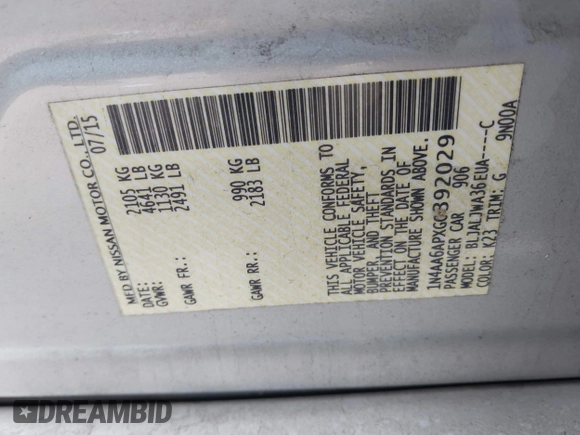 MFD BY NISSAN MOTOR CO., LTD.
DATE: 07/15
GVWR: 2105 KG
4641 LB
GAWR FR: 1130 KG
2491 LB
GAWR RR: 990 KG
2183 LB
THIS VEHICLE CONFORMS TO
ALL APPLICABLE FEDERAL
MOTOR VEHICLE SAFETY,
BUMPER, AND THEFT
PREVENTION STANDARDS IN
EFFECT ON THE DATE OF
MANUFACTURE SHOWN ABOVE.
1N4AA6APXGC392029
PASSENGER CAR 906
MODEL: BLJALJWA36EUA----C
COLOR: K23 TRIM: G 9N00A
DREAMBID